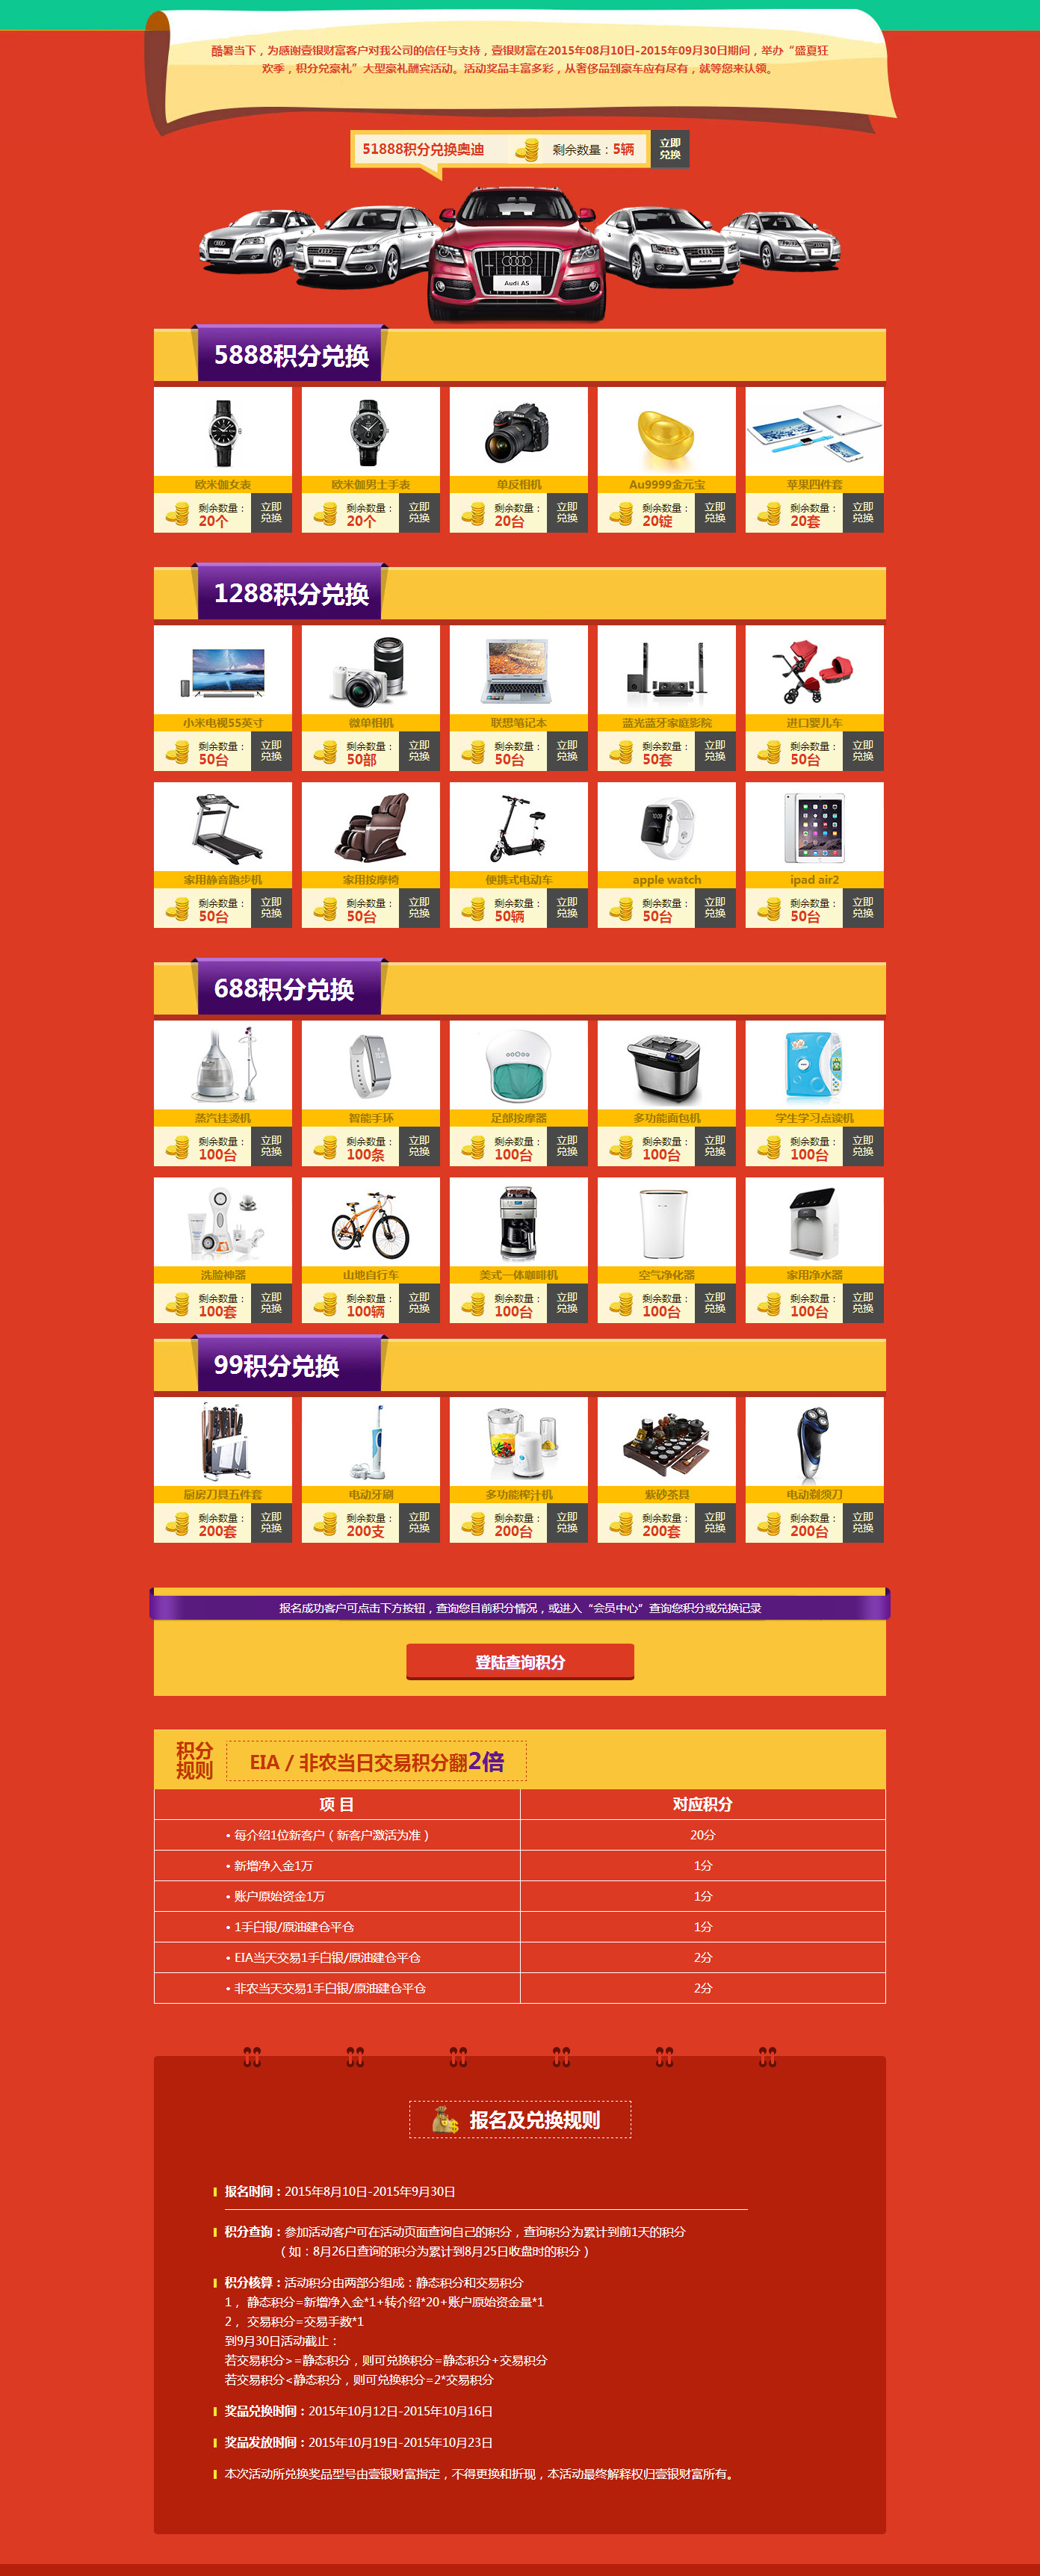 酷暑当下，为感谢壹银财富客户对我公司的信任与支持，壹银财富在2015年08月10日-2015年09月30日期间，举办“盛夏狂
欢季，积分兑豪礼”大型豪礼酬宾活动。活动奖品丰富多彩，从奢侈品到豪车应有尽有，就等您来认领。
51888积分兑换奥迪 剩余数量：5辆 立即
兑换
Audi A5
5888积分兑换
欧米伽女表 欧米伽男士手表 单反相机 Au9999金元宝 苹果四件套
剩余数量： 立即 剩余数量： 立即 剩余数量： 立即 剩余数量： 立即 剩余数量： 立即
20个 兑换 20个 兑换 20台 兑换 20锭 兑换 20套 兑换
1288积分兑换
小米电视55英寸 微单相机 联想笔记本 蓝光蓝牙家庭影院 进口婴儿车
剩余数量： 立即 剩余数量： 立即 剩余数量： 立即 剩余数量： 立即 剩余数量： 立即
50台 兑换 50部 兑换 50台 兑换 50套 兑换 50台 兑换
家用静音跑步机 家用按摩椅 便携式电动车 apple watch ipad air2
剩余数量： 立即 剩余数量： 立即 剩余数量： 立即 剩余数量： 立即 剩余数量： 立即
50台 兑换 50台 兑换 50辆 兑换 50台 兑换 50台 兑换
688积分兑换
蒸汽挂烫机 智能手环 足部按摩器 多功能面包机 学生学习点读机
剩余数量： 立即 剩余数量： 立即 剩余数量： 立即 剩余数量： 立即 剩余数量： 立即
100台 兑换 100条 兑换 100台 兑换 100台 兑换 100台 兑换
洗脸神器 山地自行车 美式一体咖啡机 空气净化器 家用净水器
剩余数量： 立即 剩余数量： 立即 剩余数量： 立即 剩余数量： 立即 剩余数量： 立即
100套 兑换 100辆 兑换 100台 兑换 100台 兑换 100台 兑换
99积分兑换
厨房刀具五件套 电动牙刷 多功能榨汁机 紫砂茶具 电动剃须刀
剩余数量： 立即 剩余数量： 立即 剩余数量： 立即 剩余数量： 立即 剩余数量： 立即
200套 兑换 200支 兑换 200台 兑换 200套 兑换 200台 兑换
报名成功客户可点击下方按钮，查询您目前积分情况，或进入“会员中心”查询您积分或兑换记录
登陆查询积分
积分
规则
EIA / 非农当日交易积分翻2倍
项 目 对应积分
• 每介绍1位新客户（新客户激活为准） 20分
• 新增净入金1万 1分
• 账户原始资金1万 1分
• 1手白银/原油建仓平仓 1分
• EIA当天交易1手白银/原油建仓平仓 2分
• 非农当天交易1手白银/原油建仓平仓 2分
报名及兑换规则
报名时间：2015年8月10日-2015年9月30日
积分查询：参加活动客户可在活动页面查询自己的积分，查询积分为累计到前1天的积分
（如：8月26日查询的积分为累计到8月25日收盘时的积分）
积分核算：活动积分由两部分组成：静态积分和交易积分
1， 静态积分=新增净入金*1+转介绍*20+账户原始资金量*1
2， 交易积分=交易手数*1
到9月30日活动截止：
若交易积分>=静态积分，则可兑换积分=静态积分+交易积分
若交易积分<静态积分，则可兑换积分=2*交易积分
奖品兑换时间：2015年10月12日-2015年10月16日
奖品发放时间：2015年10月19日-2015年10月23日
本次活动所兑换奖品型号由壹银财富指定，不得更换和折现，本活动最终解释权归壹银财富所有。